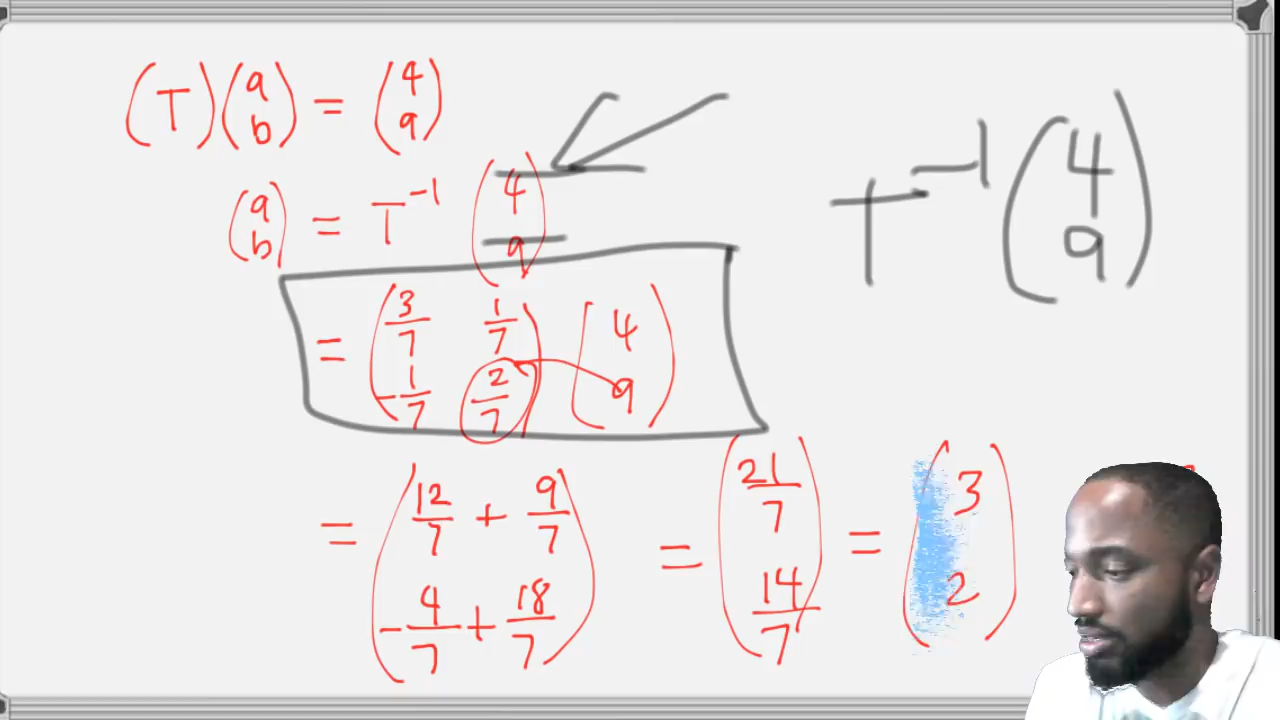 (T)(a b) = (4 9)
(a b) = T⁻¹ (4 9)
= (3/7 1/7 -1/7 2/7) (4 9)
= (12/7 + 9/7 -4/7 + 18/7) = (21/7 14/7) = (3 2)
T⁻¹ (4 9)